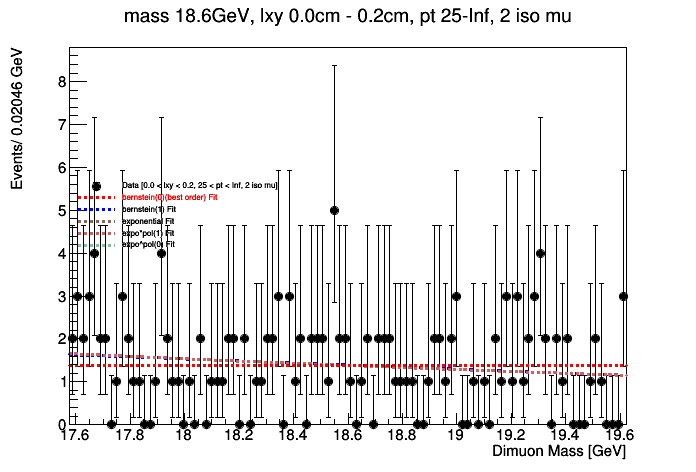 mass 18.6GeV, lxy 0.0cm - 0.2cm, pt 25-Inf, 2 iso mu
Events/ 0.02046 GeV
8
7
6
5
4
3
2
1
0
Data [0.0 < lxy < 0.2, 25 < pt < Inf, 2 iso mu]
bernstein(0)(best order) Fit
bernstein(1) Fit
exponential Fit
expo*pol(1) Fit
expo^pol(0) Fit
17.6 17.8 18 18.2 18.4 18.6 18.8 19 19.2 19.4 19.6
Dimuon Mass [GeV]